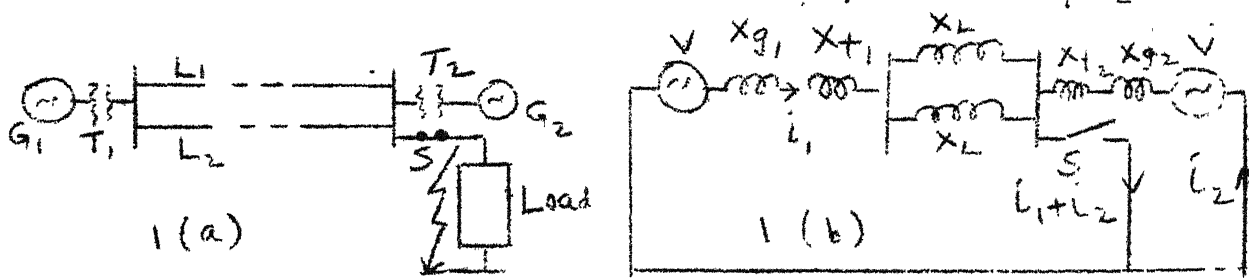 G₁
T₁
L₁
L₂
T₂
G₂
S
Load
1 (a)
V
Xg₁
Xt₁
i₁
XL
XL
Xt₂
Xg₂
V
S
i₁+i₂
i₂
1 (b)